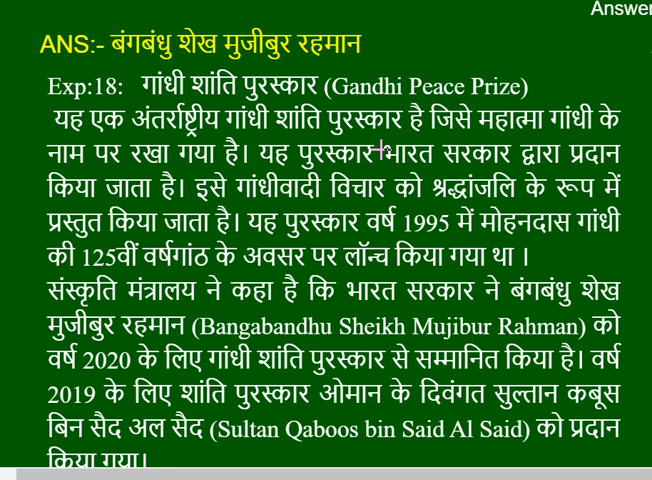 Answer
ANS:- बंगबंधु शेख मुजीबुर रहमान
Exp:18: गांधी शांति पुरस्कार (Gandhi Peace Prize)
यह एक अंतर्राष्ट्रीय गांधी शांति पुरस्कार है जिसे महात्मा गांधी के
नाम पर रखा गया है। यह पुरस्कार भारत सरकार द्वारा प्रदान
किया जाता है। इसे गांधीवादी विचार को श्रद्धांजलि के रूप में
प्रस्तुत किया जाता है। यह पुरस्कार वर्ष 1995 में मोहनदास गांधी
की 125वीं वर्षगांठ के अवसर पर लॉन्च किया गया था ।
संस्कृति मंत्रालय ने कहा है कि भारत सरकार ने बंगबंधु शेख
मुजीबुर रहमान (Bangabandhu Sheikh Mujibur Rahman) को
वर्ष 2020 के लिए गांधी शांति पुरस्कार से सम्मानित किया है। वर्ष
2019 के लिए शांति पुरस्कार ओमान के दिवंगत सुल्तान कबूस
बिन सैद अल सैद (Sultan Qaboos bin Said Al Said) को प्रदान
किया गया।